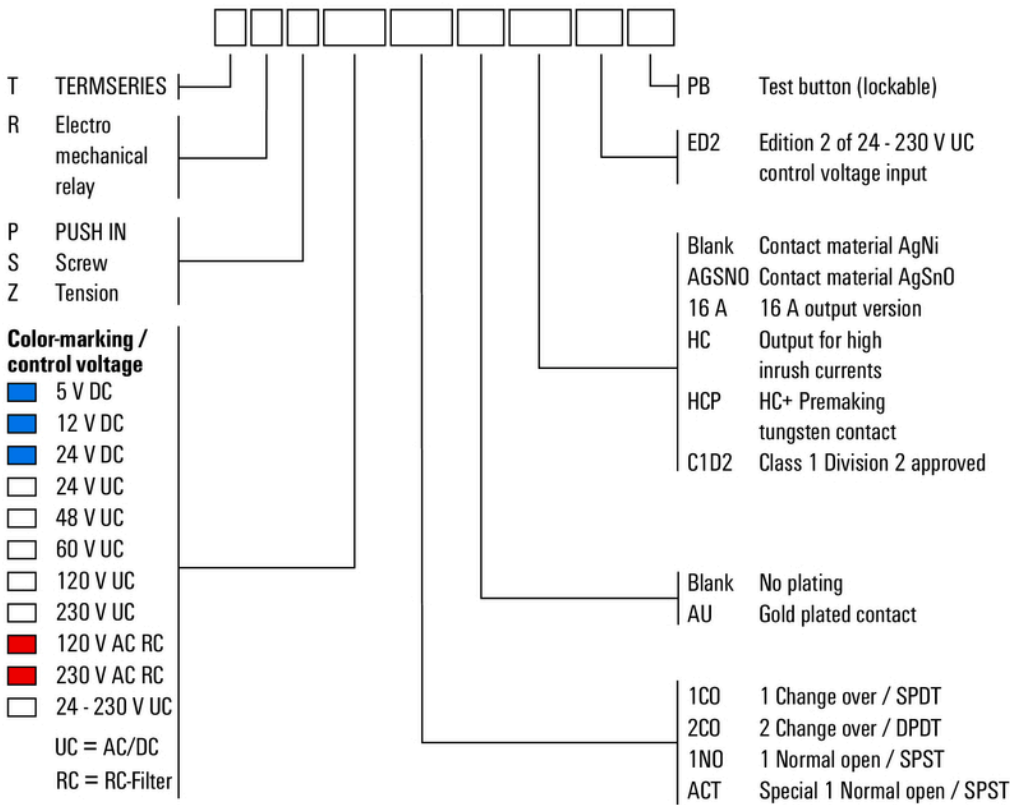 T TERMSERIES
R Electro
mechanical
relay
P PUSH IN
S Screw
Z Tension
Color-marking /
control voltage
5 V DC
12 V DC
24 V DC
24 V UC
48 V UC
60 V UC
120 V UC
230 V UC
120 V AC RC
230 V AC RC
24 - 230 V UC
UC = AC/DC
RC = RC-Filter
PB Test button (lockable)
ED2 Edition 2 of 24 - 230 V UC
control voltage input
Blank Contact material AgNi
AGSNO Contact material AgSnO
16 A 16 A output version
HC Output for high
inrush currents
HCP HC+ Premaking
tungsten contact
C1D2 Class 1 Division 2 approved
Blank No plating
AU Gold plated contact
1CO 1 Change over / SPDT
2CO 2 Change over / DPDT
1NO 1 Normal open / SPST
ACT Special 1 Normal open / SPST